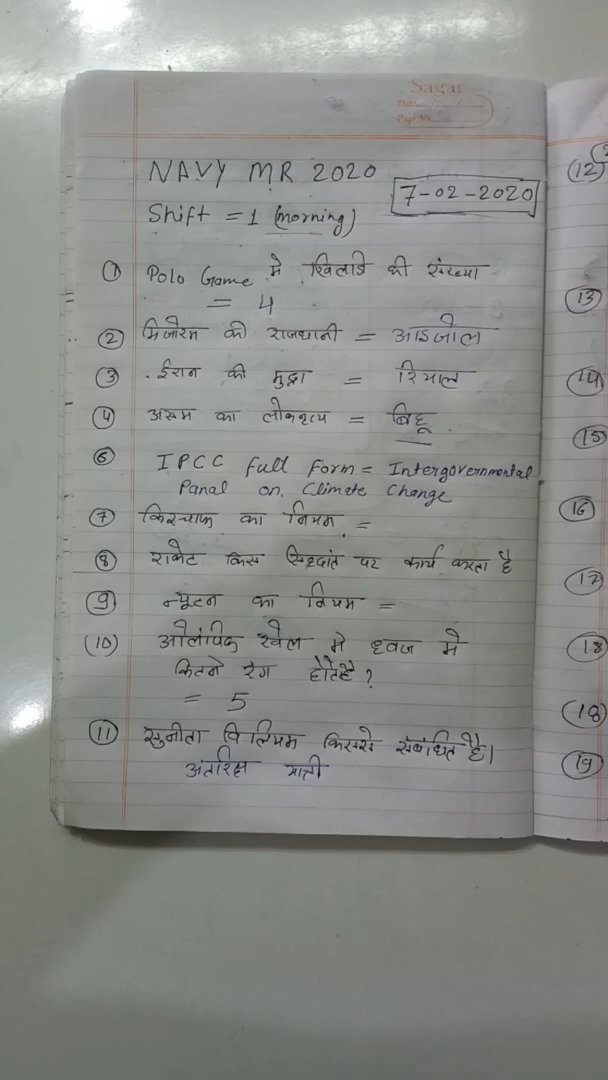 Sagar
NAVY MR 2020
7-02-2020
Shift = 1 (morning)
① Polo Game मे खिलाडी की संख्या
= 4
② मिजोरम की राजधानी = आइजोल
③ ईरान की मुद्रा = रियाल
④ असम का लोकनृत्य = बिहू
⑥ IPCC Full Form = Intergovernmental
Panal on Climate Change
⑦ किरचाफ का नियम =
⑧ राकेट किस सिद्धांत पर कार्य करता है
⑨ न्यूटन का नियम =
(10) ओलंपिक खेल मे ध्वज मे
कितने रंग होते है ?
= 5
⑪ सुनीता विलियम किससे संबंधित है।
अंतरिक्ष यात्री
(12)
(13)
(14)
(15)
(16)
(17)
(18)
(18)
(19)